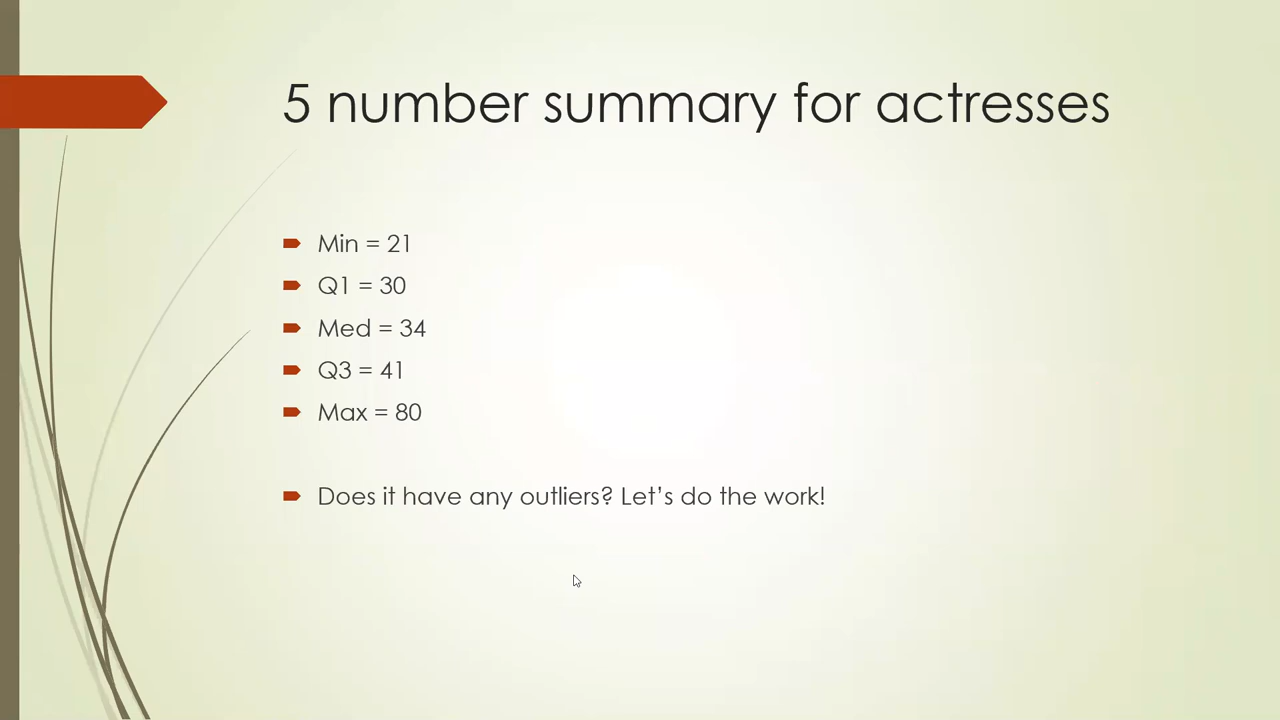 5 number summary for actresses
Min = 21
Q1 = 30
Med = 34
Q3 = 41
Max = 80
Does it have any outliers? Let’s do the work!